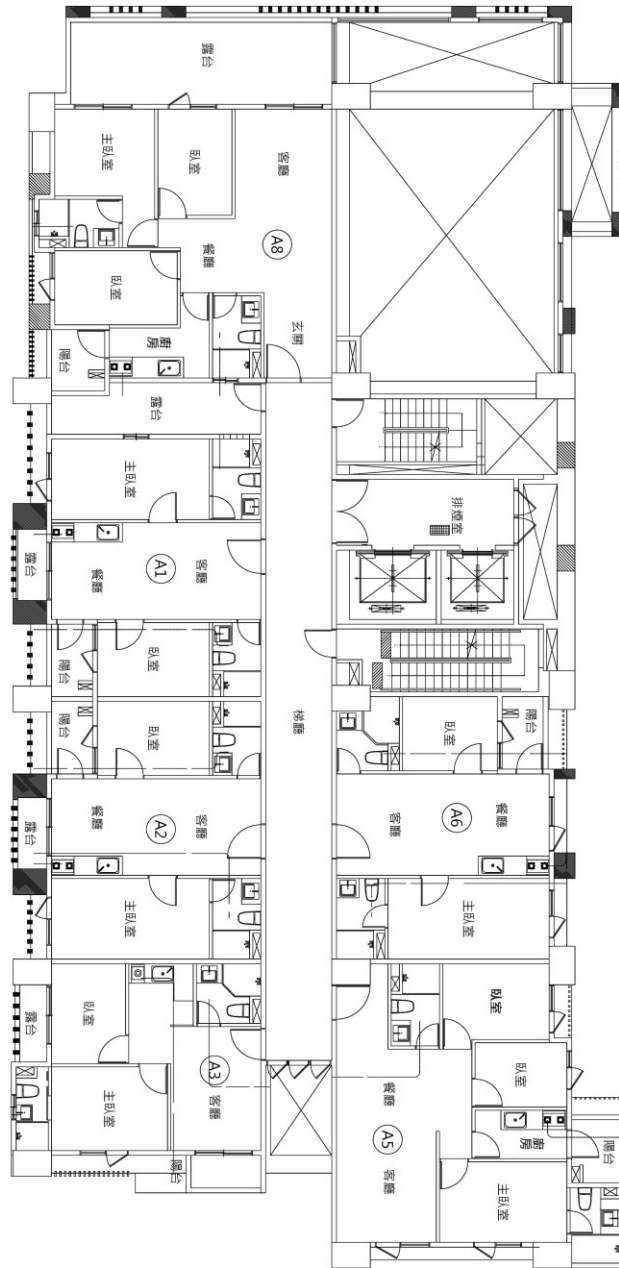 露台
主臥室
臥室
客廳
A8
餐廳
臥室
廚房
玄關
陽台
露台
主臥室
排煙室
露台
餐廳
A1
客廳
陽台
臥室
梯廳
陽台
臥室
臥室
陽台
露台
餐廳
A2
客廳
客廳
A6
餐廳
主臥室
主臥室
露台
臥室
臥室
主臥室
A3
客廳
餐廳
臥室
A5
客廳
廚房
陽台
主臥室
陽台